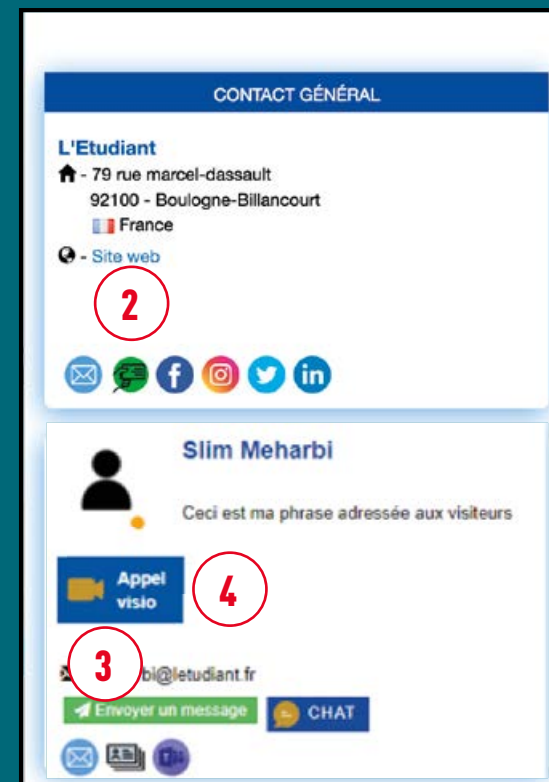 CONTACT GÉNÉRAL
L'Etudiant
- 79 rue marcel-dassault
92100 - Boulogne-Billancourt
France
- Site web
2
f
in
Slim Meharbi
Ceci est ma phrase adressée aux visiteurs
Appel
visio
4
3
bi@letudiant.fr
Envoyer un message
CHAT